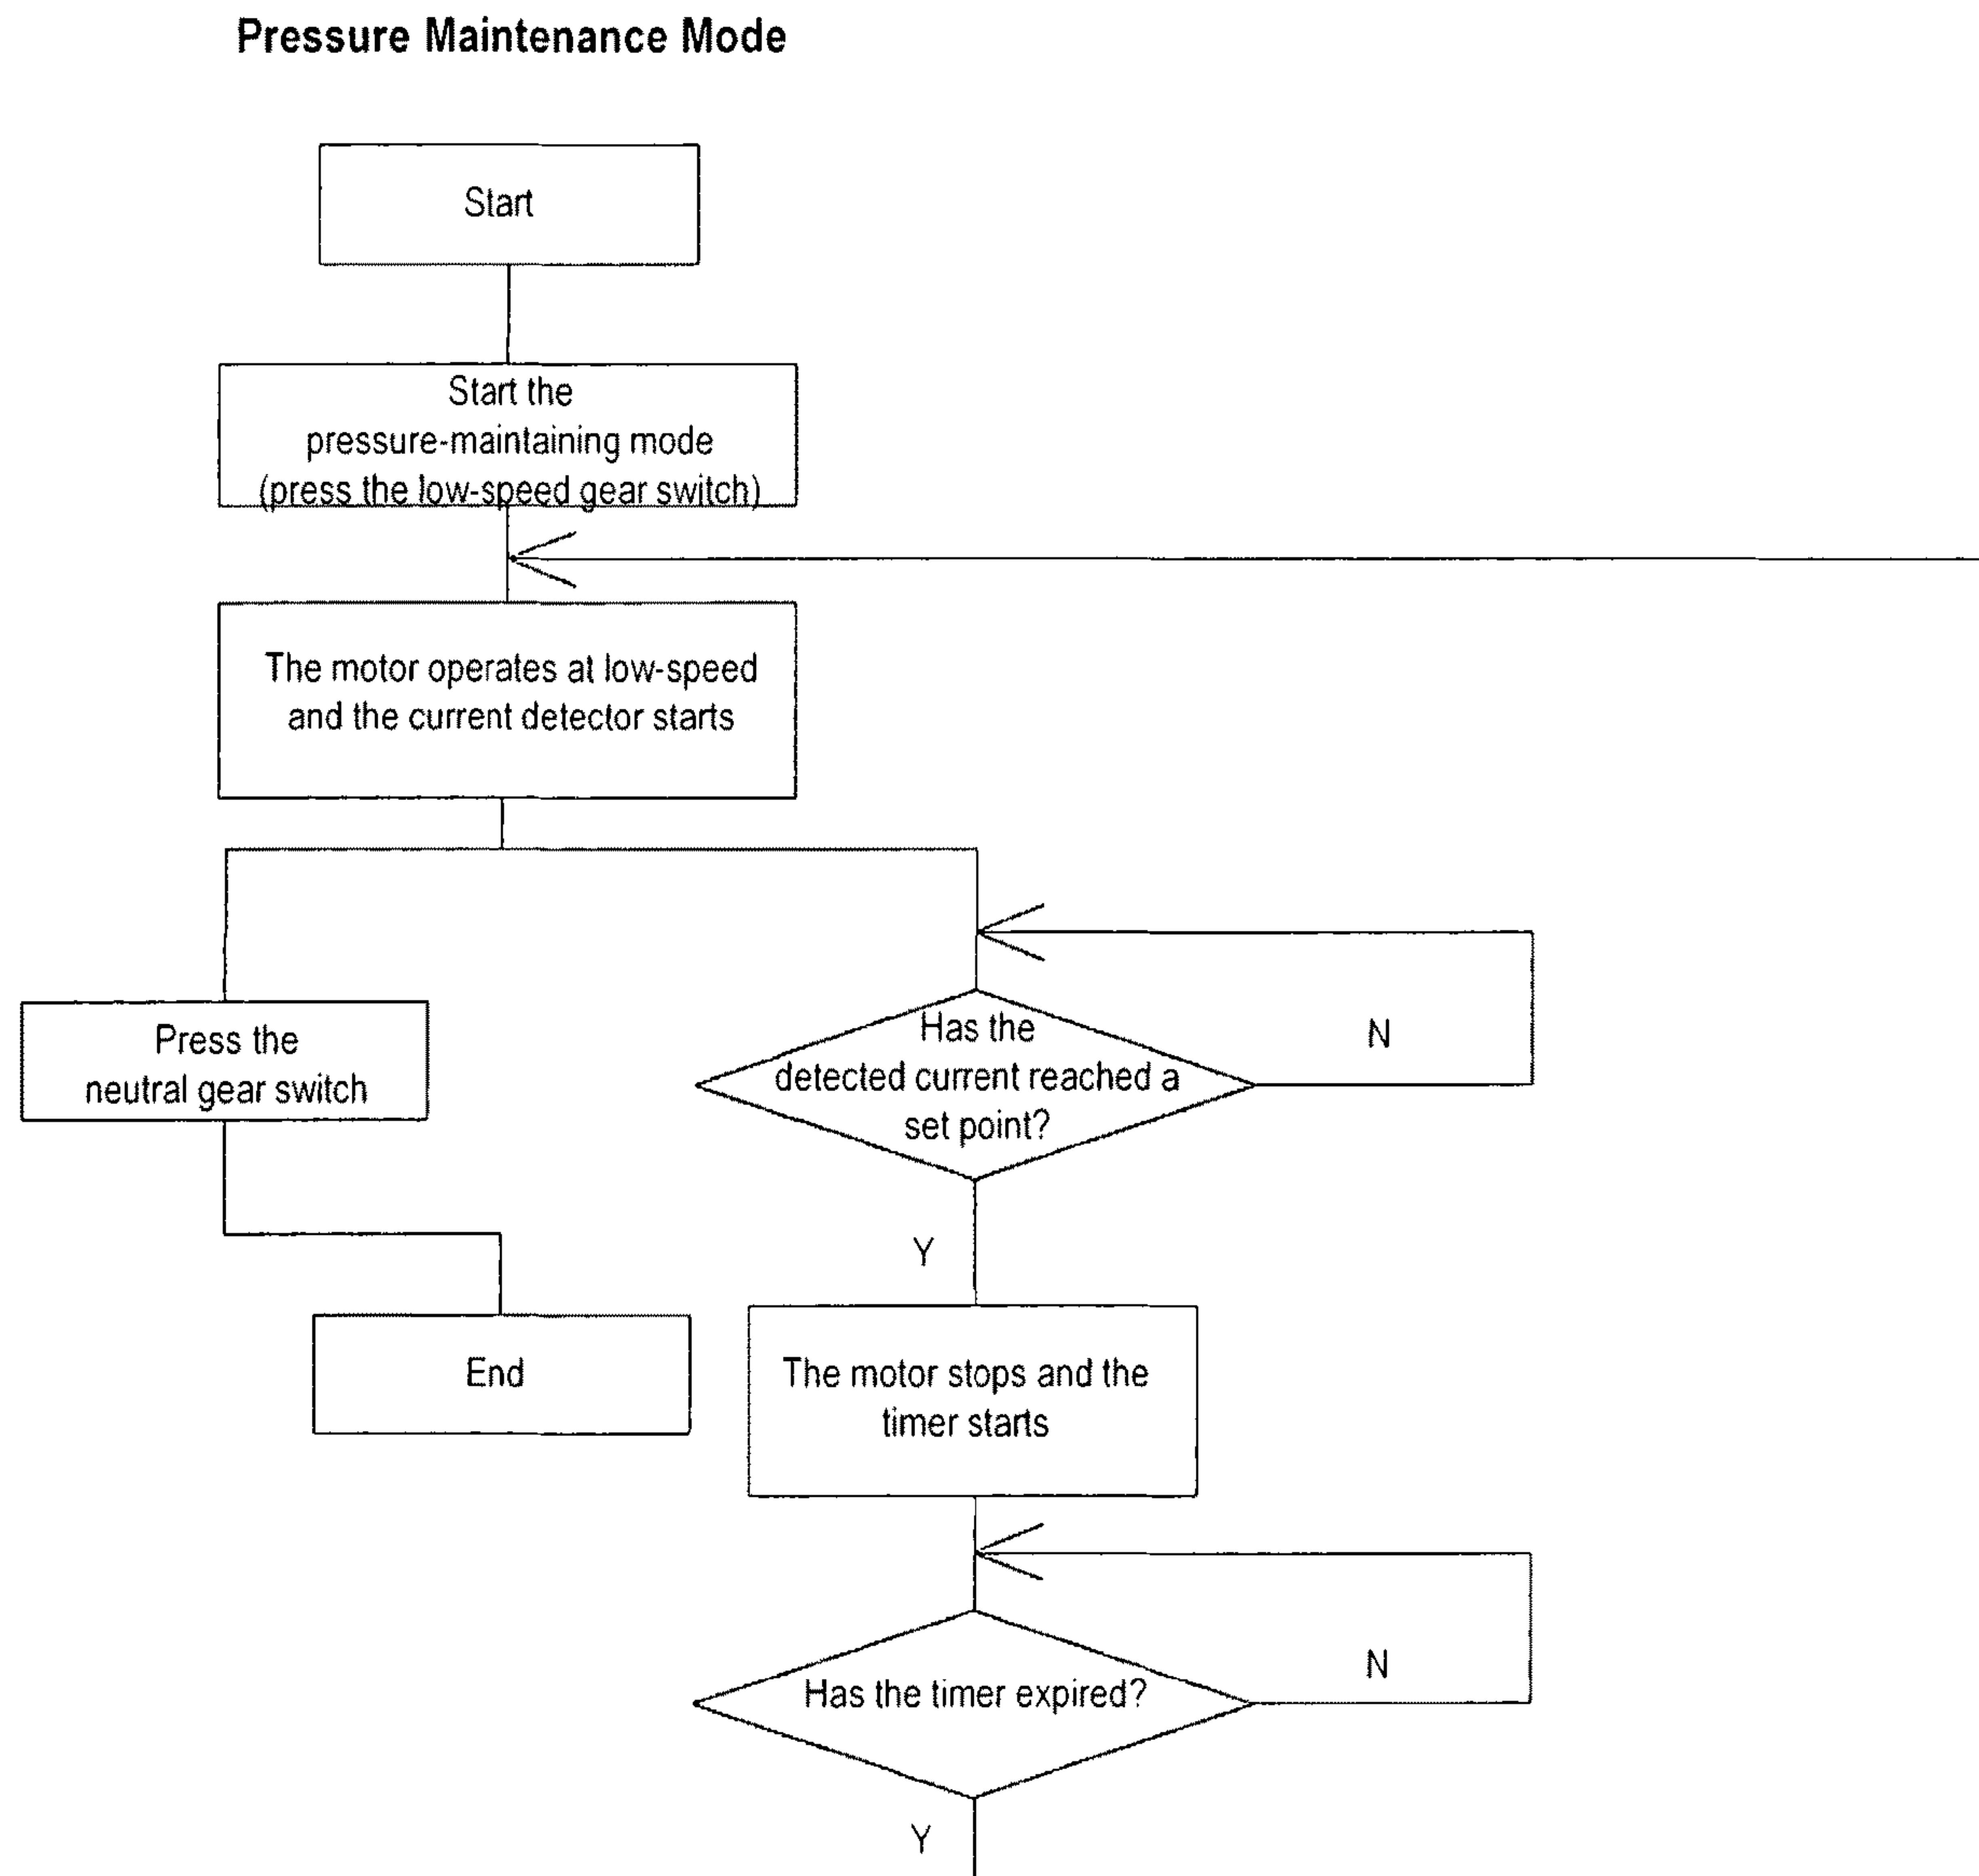 Pressure Maintenance Mode
Start
Start the
pressure-maintaining mode
(press the low-speed gear switch)
The motor operates at low-speed
and the current detector starts
Press the
neutral gear switch
Has the
detected current reached a
set point?
N
Y
End
The motor stops and the
timer starts
Has the timer expired?
N
Y